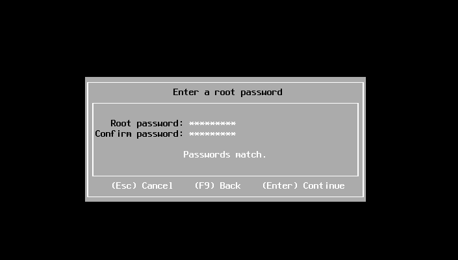 Enter a root password
Root password: *********
Confirm password: *********
Passwords match.
(Esc) Cancel (F9) Back (Enter) Continue